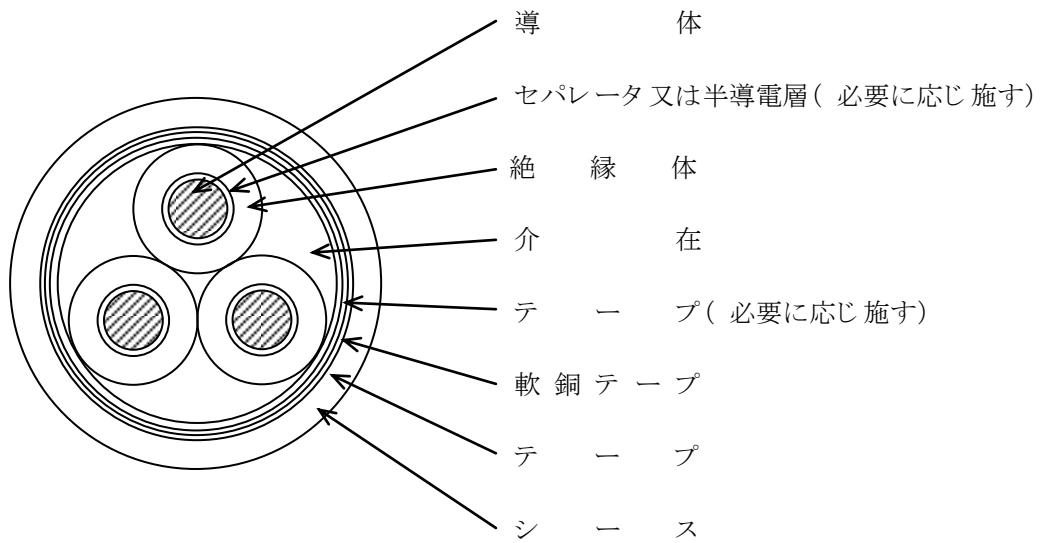 導体
セパレータ又は半導電層(必要に応じ施す)
絶縁体
介在
テープ(必要に応じ施す)
軟銅テープ
テープ
シース